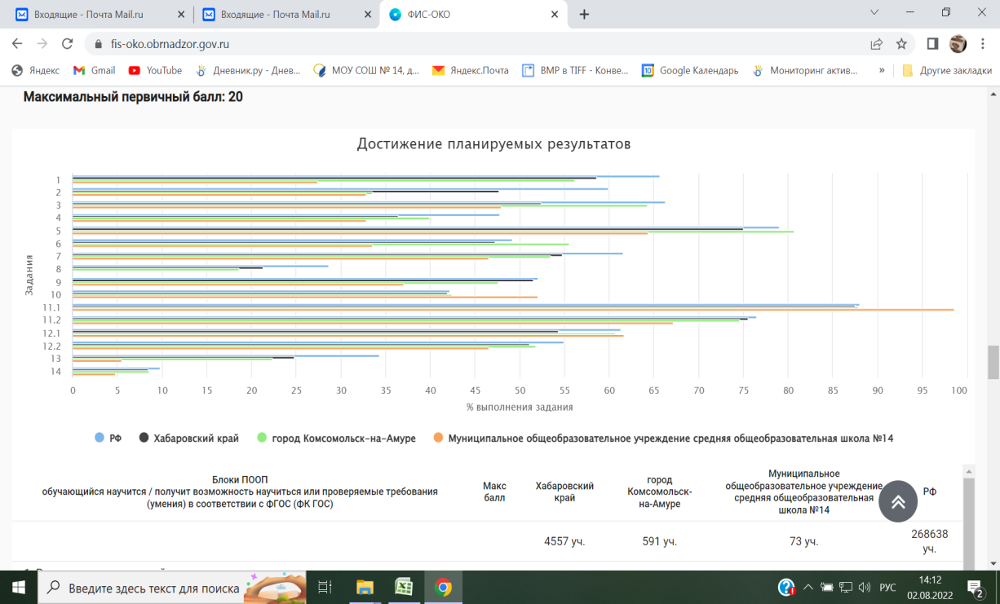 Входящие - Почта Mail.ru
Входящие - Почта Mail.ru
ФИС-ОКО
fis-oko.obrnadzor.gov.ru
Яндекс
Gmail
YouTube
Дневник.ру - Днев...
МОУ СОШ № 14, д...
Яндекс.Почта
BMP в TIFF - Конве...
10
Google Календарь
Мониторинг актив...
»
Другие закладки
Максимальный первичный балл: 20
Достижение планируемых результатов
Задания
1
2
3
4
5
6
7
8
9
10
11.1
11.2
12.1
12.2
13
14
0 5 10 15 20 25 30 35 40 45 50 55 60 65 70 75 80 85 90 95 100
% выполнения задания
РФ Хабаровский край город Комсомольск-на-Амуре Муниципальное общеобразовательное учреждение средняя общеобразовательная школа №14
Блоки ПООП
обучающийся научится / получит возможность научиться или проверяемые требования
(умения) в соответствии с ФГОС (ФК ГОС)
Макс
балл
Хабаровский
край
город
Комсомольск-
на-Амуре
Муниципальное
общеобразовательное учреждение
средняя общеобразовательная
школа №14
РФ
4557 уч.
591 уч.
73 уч.
268638
уч.
Введите здесь текст для поиска
РУС
14:12
02.08.2022
2